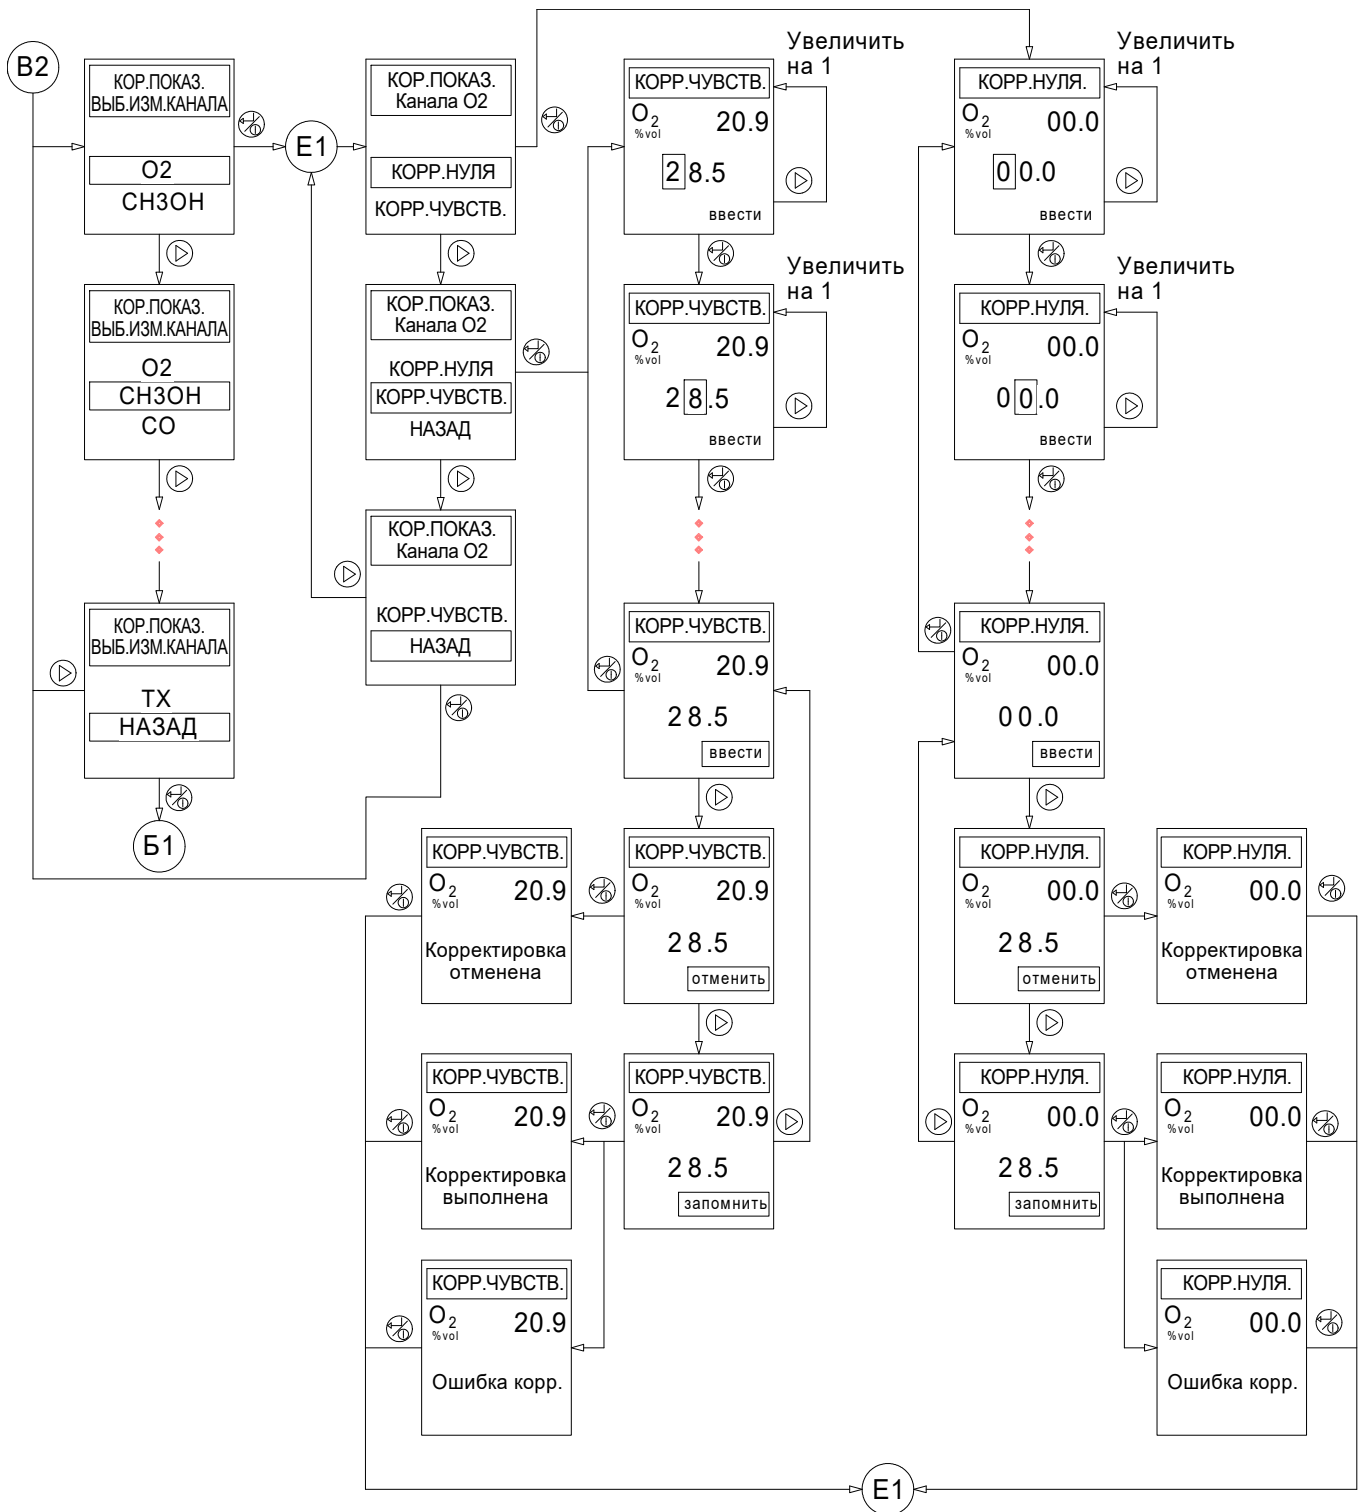 В2
КОР.ПОКАЗ.
ВЫБ.ИЗМ.КАНАЛА
О2
СН3ОН
КОР.ПОКАЗ.
ВЫБ.ИЗМ.КАНАЛА
О2
СН3ОН
СО
КОР.ПОКАЗ.
ВЫБ.ИЗМ.КАНАЛА
ТХ
НАЗАД
Б1
Е1
КОР.ПОКАЗ.
Канала О2
КОРР.НУЛЯ
КОРР.ЧУВСТВ.
КОР.ПОКАЗ.
Канала О2
КОРР.НУЛЯ
КОРР.ЧУВСТВ.
НАЗАД
КОР.ПОКАЗ.
Канала О2
КОРР.ЧУВСТВ.
НАЗАД
Увеличить
на 1
КОРР.ЧУВСТВ.
O2 20.9
%vol
28.5
ввести
Увеличить
на 1
КОРР.ЧУВСТВ.
O2 20.9
%vol
28.5
ввести
КОРР.ЧУВСТВ.
O2 20.9
%vol
28.5
ввести
КОРР.ЧУВСТВ.
O2 20.9
%vol
Корректировка
отменена
КОРР.ЧУВСТВ.
O2 20.9
%vol
28.5
отменить
КОРР.ЧУВСТВ.
O2 20.9
%vol
Корректировка
выполнена
КОРР.ЧУВСТВ.
O2 20.9
%vol
28.5
запомнить
КОРР.ЧУВСТВ.
O2 20.9
%vol
Ошибка корр.
Увеличить
на 1
КОРР.НУЛЯ.
O2 00.0
%vol
00.0
ввести
Увеличить
на 1
КОРР.НУЛЯ.
O2 00.0
%vol
00.0
ввести
КОРР.НУЛЯ.
O2 00.0
%vol
00.0
ввести
КОРР.НУЛЯ.
O2 00.0
%vol
28.5
отменить
КОРР.НУЛЯ.
O2 00.0
%vol
Корректировка
отменена
КОРР.НУЛЯ.
O2 00.0
%vol
28.5
запомнить
КОРР.НУЛЯ.
O2 00.0
%vol
Корректировка
выполнена
КОРР.НУЛЯ.
O2 00.0
%vol
Ошибка корр.
Е1